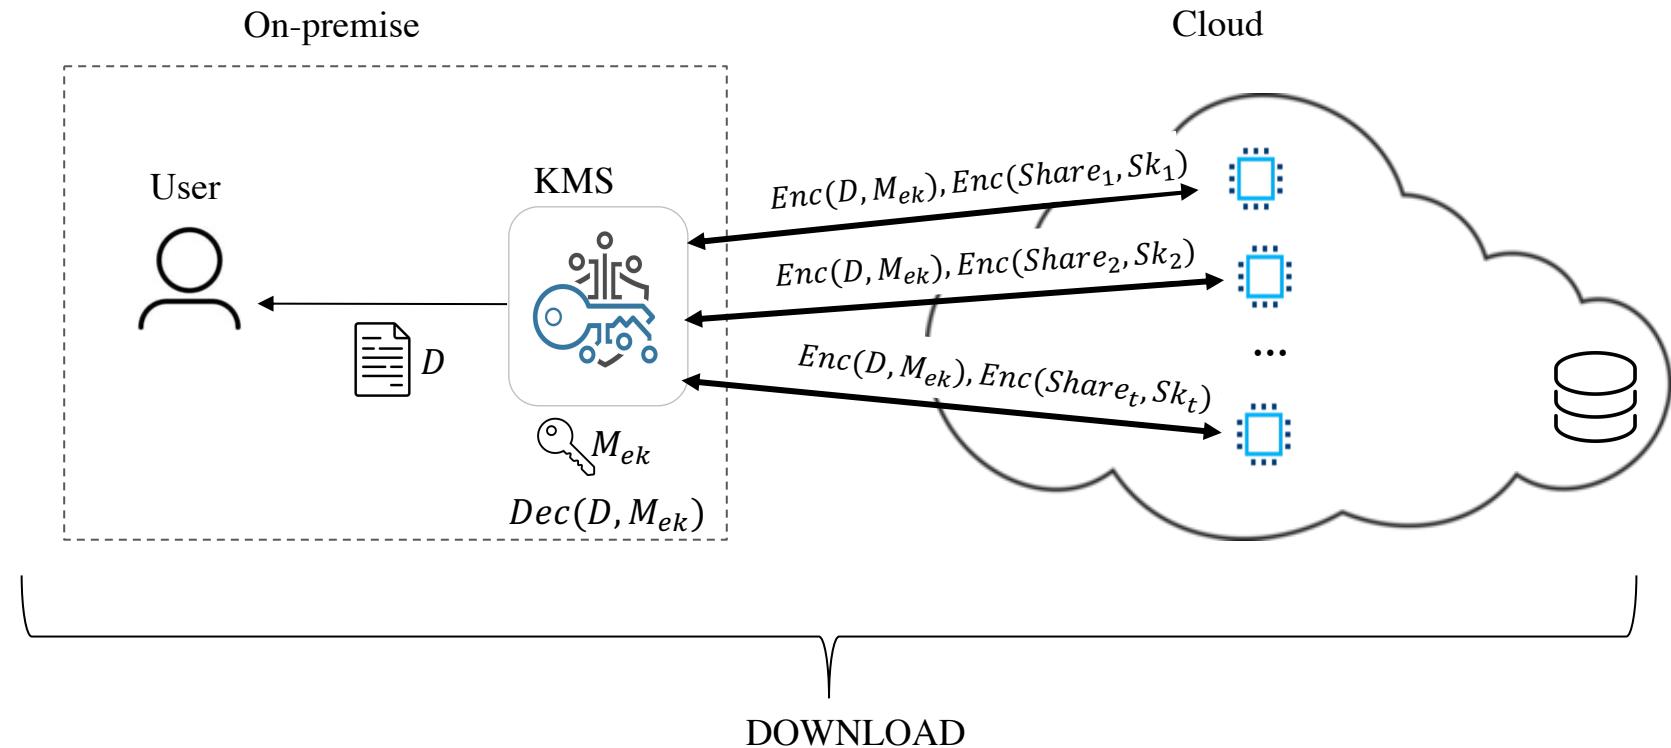 On-premise
Cloud
User
KMS
Enc(D, M_ek), Enc(Share_1, Sk_1)
Enc(D, M_ek), Enc(Share_2, Sk_2)
...
Enc(D, M_ek), Enc(Share_t, Sk_t)
D
M_ek
Dec(D, M_ek)
DOWNLOAD